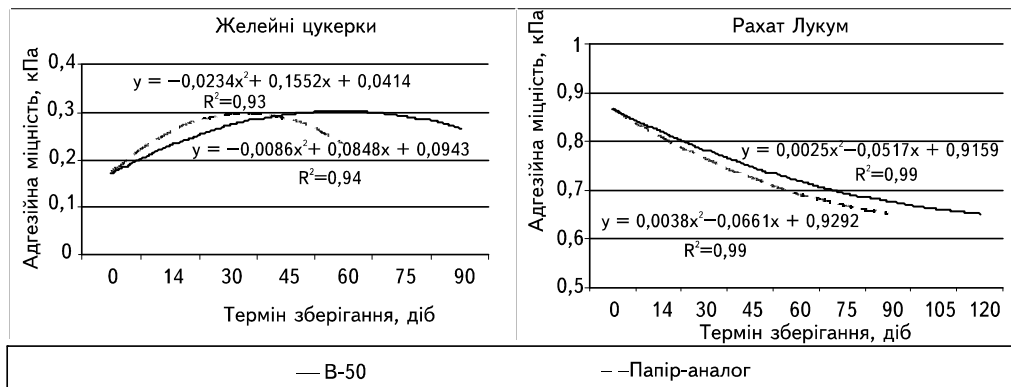 Желейні цукерки
Адгезійна міцність, кПа
0,4
0,3
0,2
0,1
0
y = −0,0234x²+ 0,1552x + 0,0414
R²=0,93
y = −0,0086x²+ 0,0848x + 0,0943
R²=0,94
0 14 30 45 60 75 90
Термін зберігання, діб
Рахат Лукум
Адгезійна міцність, кПа
1
0,9
0,8
0,7
0,6
0,5
y = 0,0025x²−0,0517x + 0,9159
R²=0,99
y = 0,0038x²−0,0661x + 0,9292
R²=0,99
0 14 30 45 60 75 90 105 120
Термін зберігання, діб
В-50
Папір-аналог